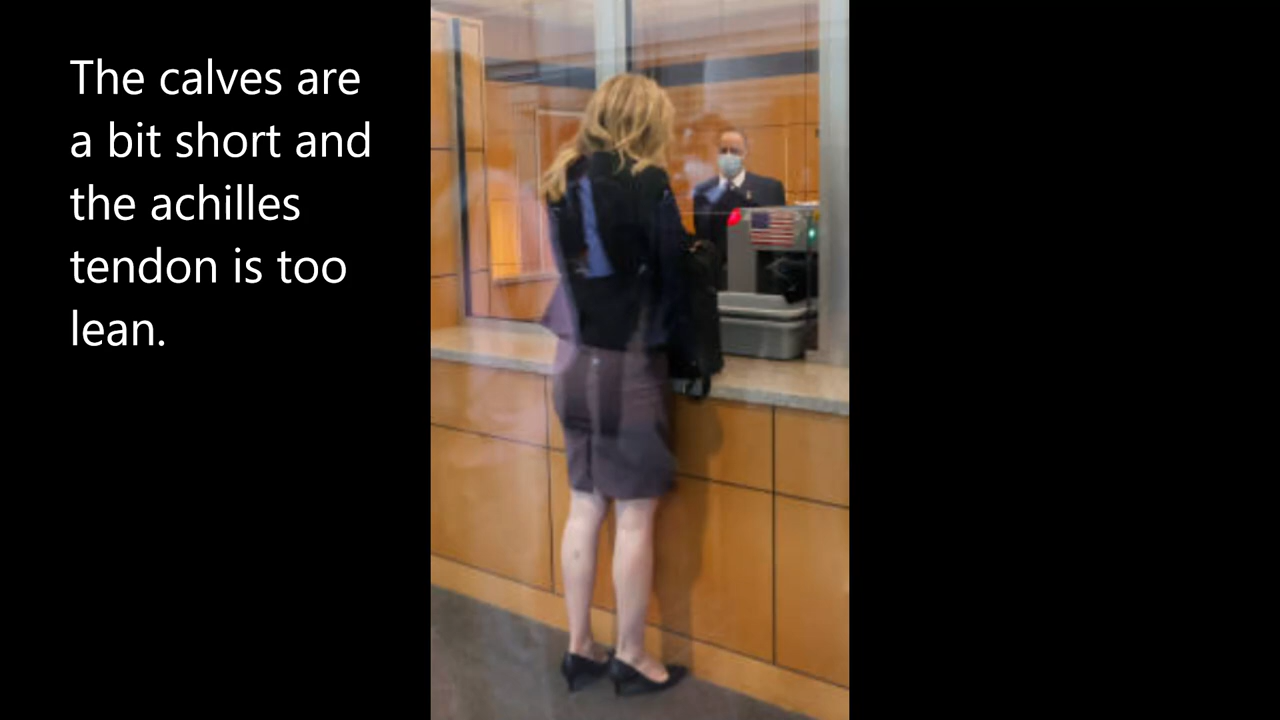 The calves are
a bit short and
the achilles
tendon is too
lean.